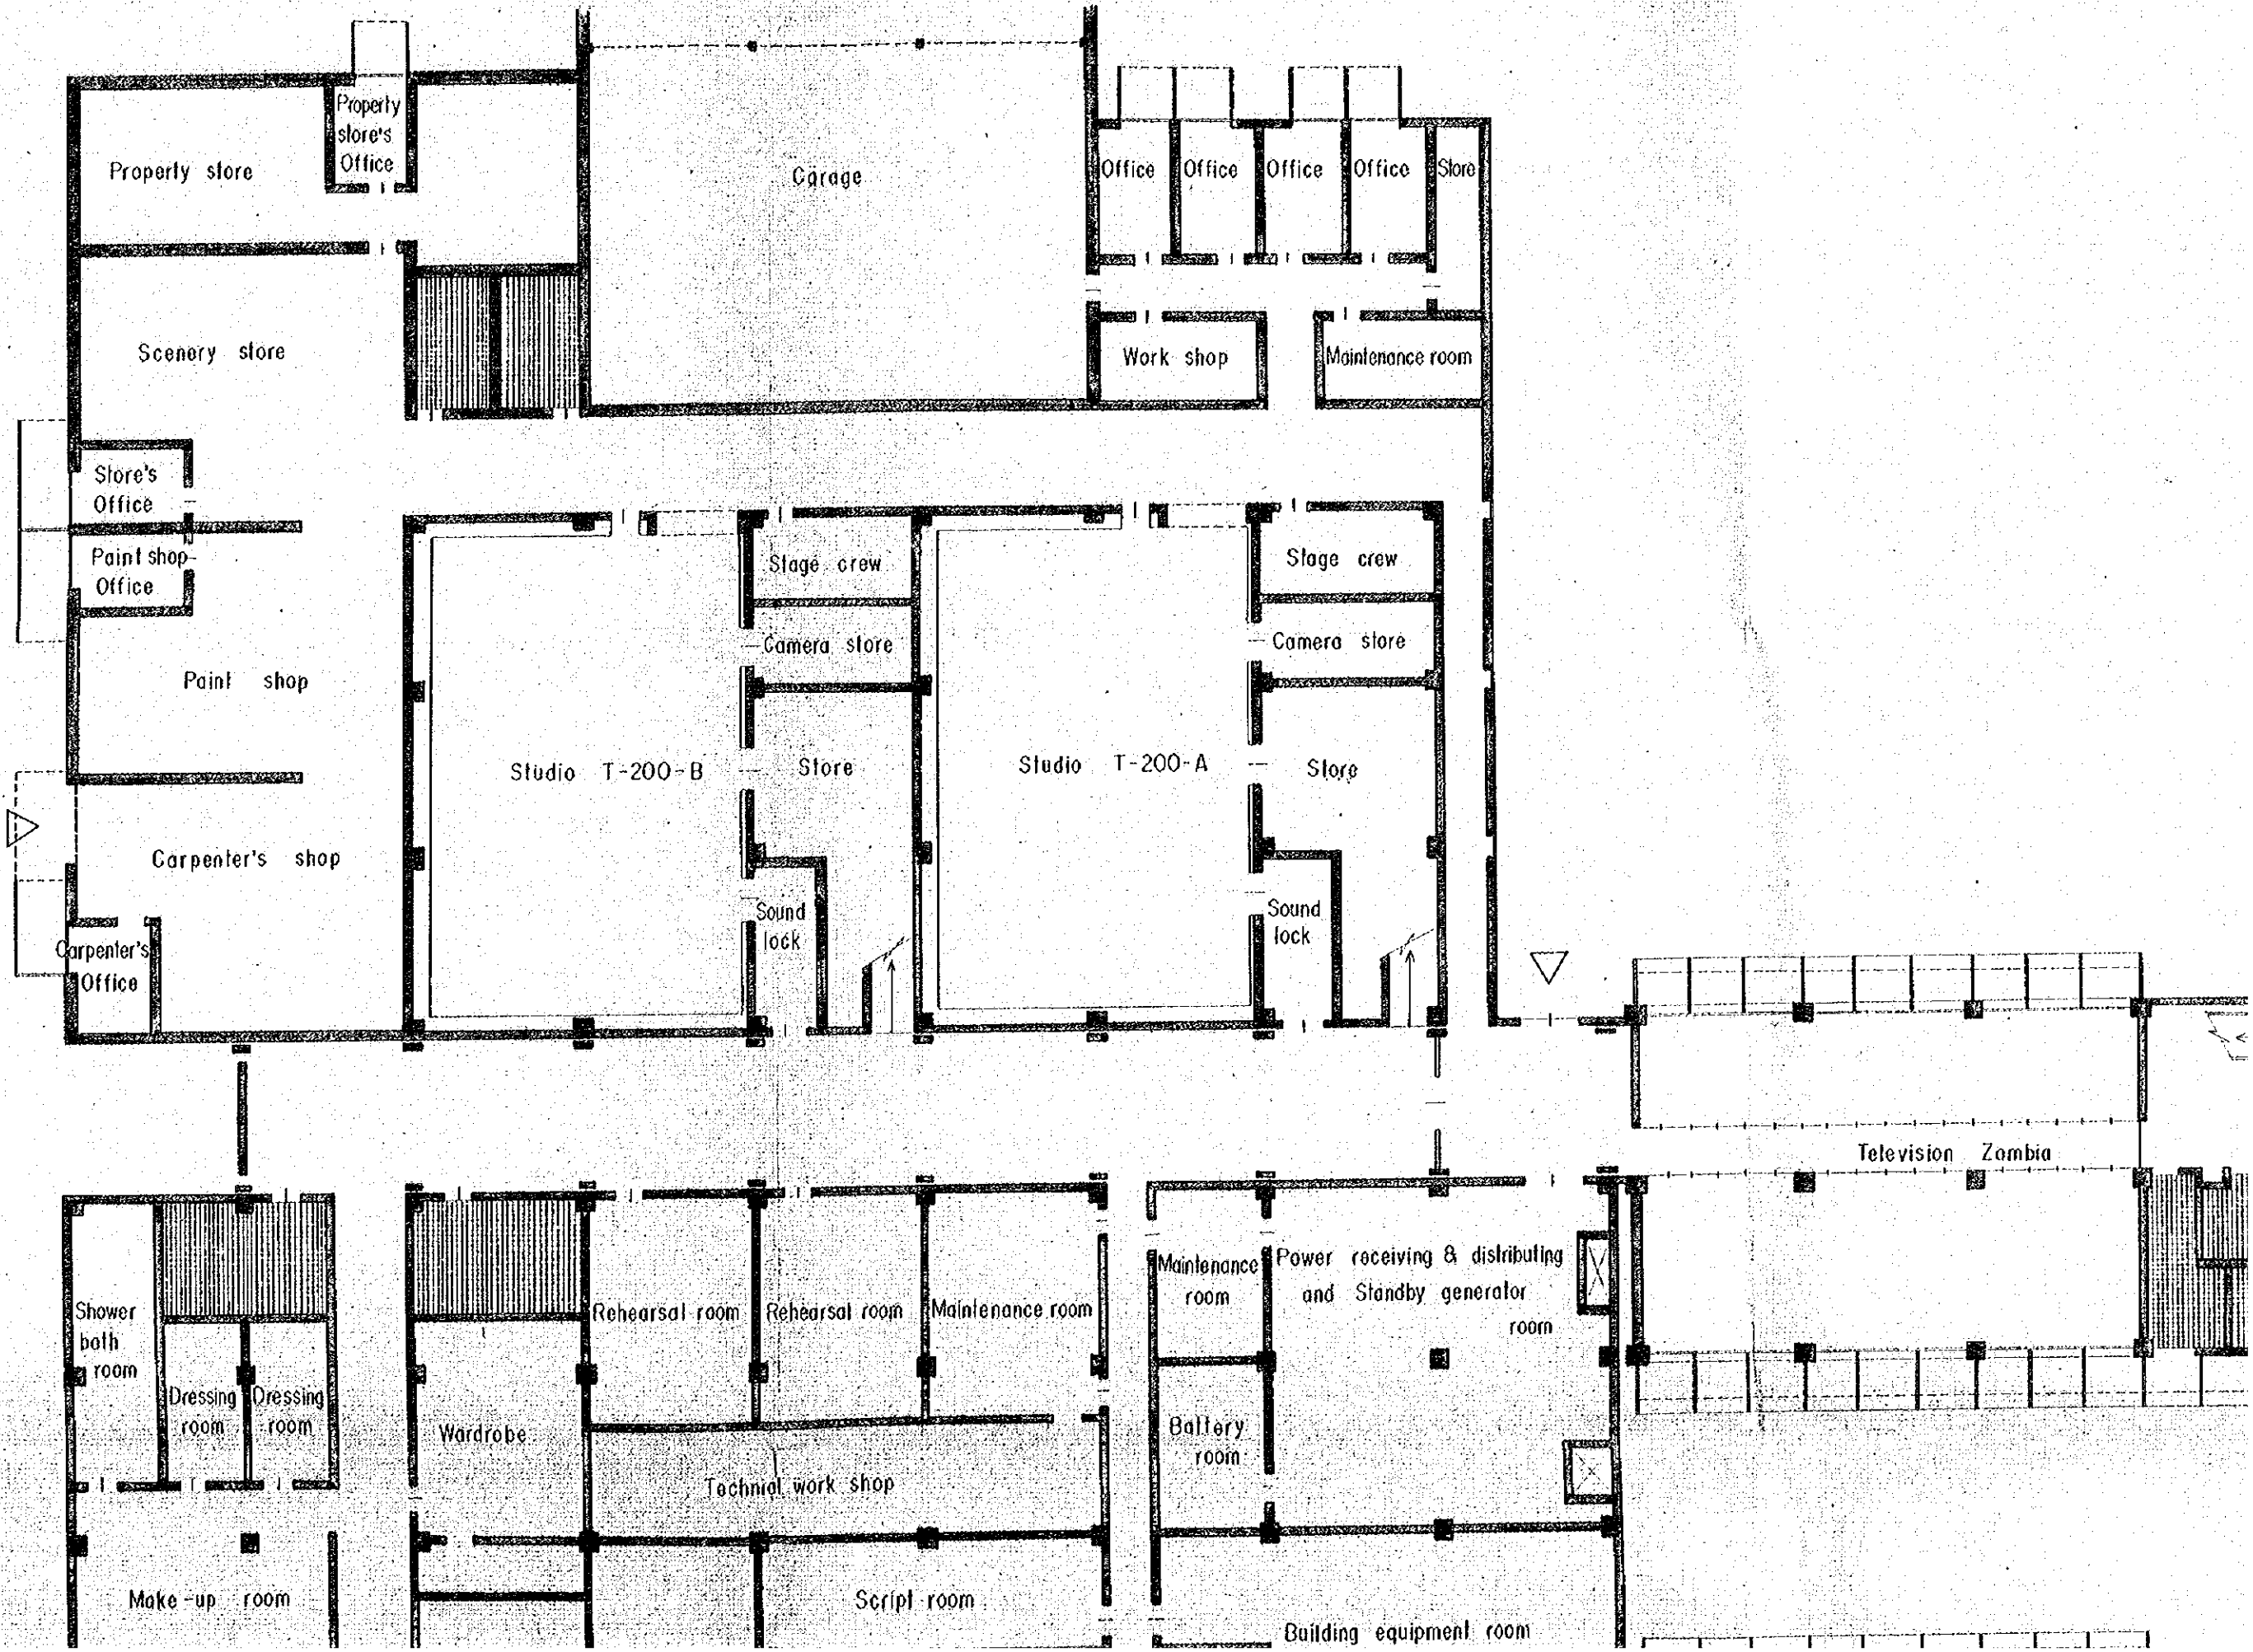 Property
store's
Office
Property store
Garage
Office
Office
Office
Office
Store
Scenery store
Work shop
Maintenance room
Store's
Office
Paint shop
Office
Stage crew
Stage crew
Camera store
Camera store
Paint shop
Studio T-200-B
Store
Studio T-200-A
Store
Carpenter's shop
Sound
lock
Sound
lock
Carpenter's
Office
Television Zambia
Shower
bath
room
Dressing
room
Dressing
room
Wardrobe
Rehearsal room
Rehearsal room
Maintenance room
Maintenance
room
Power receiving & distributing
and Standby generator
room
Battery
room
Technial work shop
Make-up room
Script room
Building equipment room